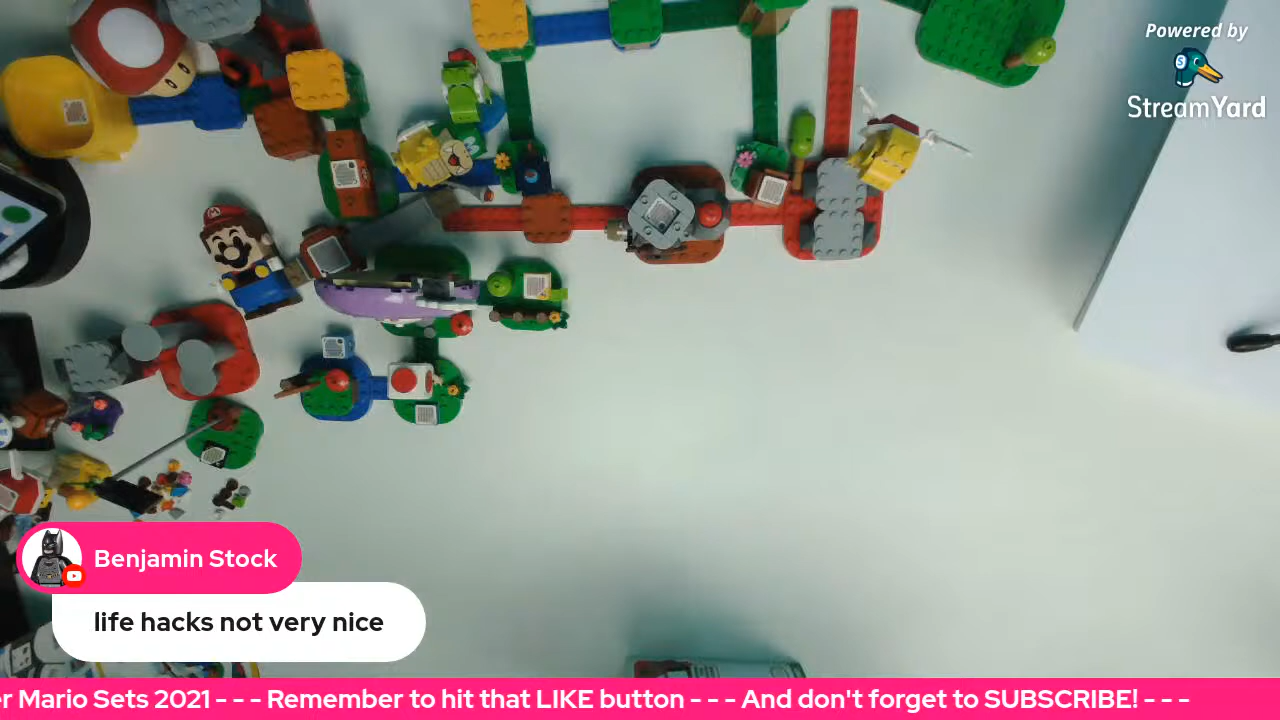 Powered by
StreamYard
Benjamin Stock
life hacks not very nice
er Mario Sets 2021 - - - Remember to hit that LIKE button - - - And don't forget to SUBSCRIBE! - - -